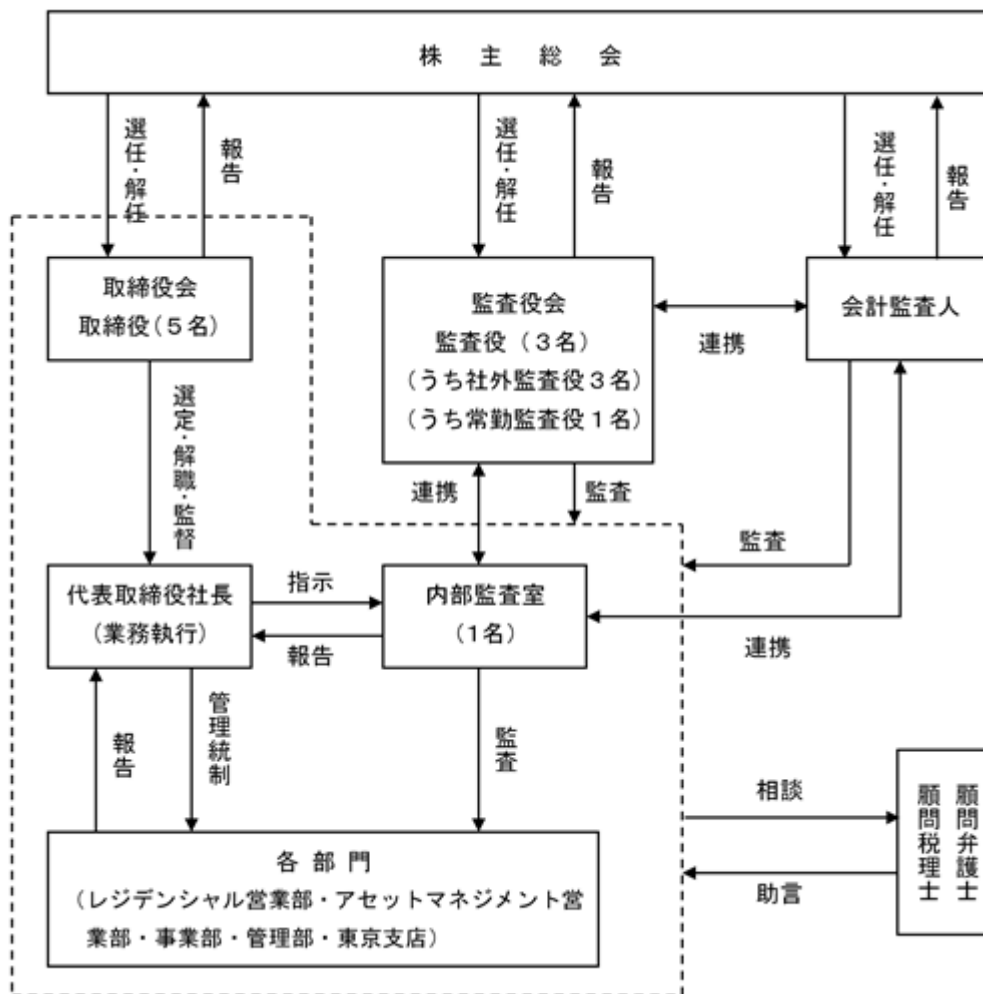 株主総会
選任・解任
報告
選任・解任
報告
選任・解任
報告
取締役会
取締役(5名)
監査役会
監査役(3名)
(うち社外監査役3名)
(うち常勤監査役1名)
連携
会計監査人
選定・解職・監督
連携
監査
監査
代表取締役社長
(業務執行)
指示
報告
内部監査室
(1名)
連携
報告
管理統制
監査
各部門
(レジデンシャル営業部・アセットマネジメント営
業部・事業部・管理部・東京支店)
相談
助言
顧問弁護士
顧問税理士